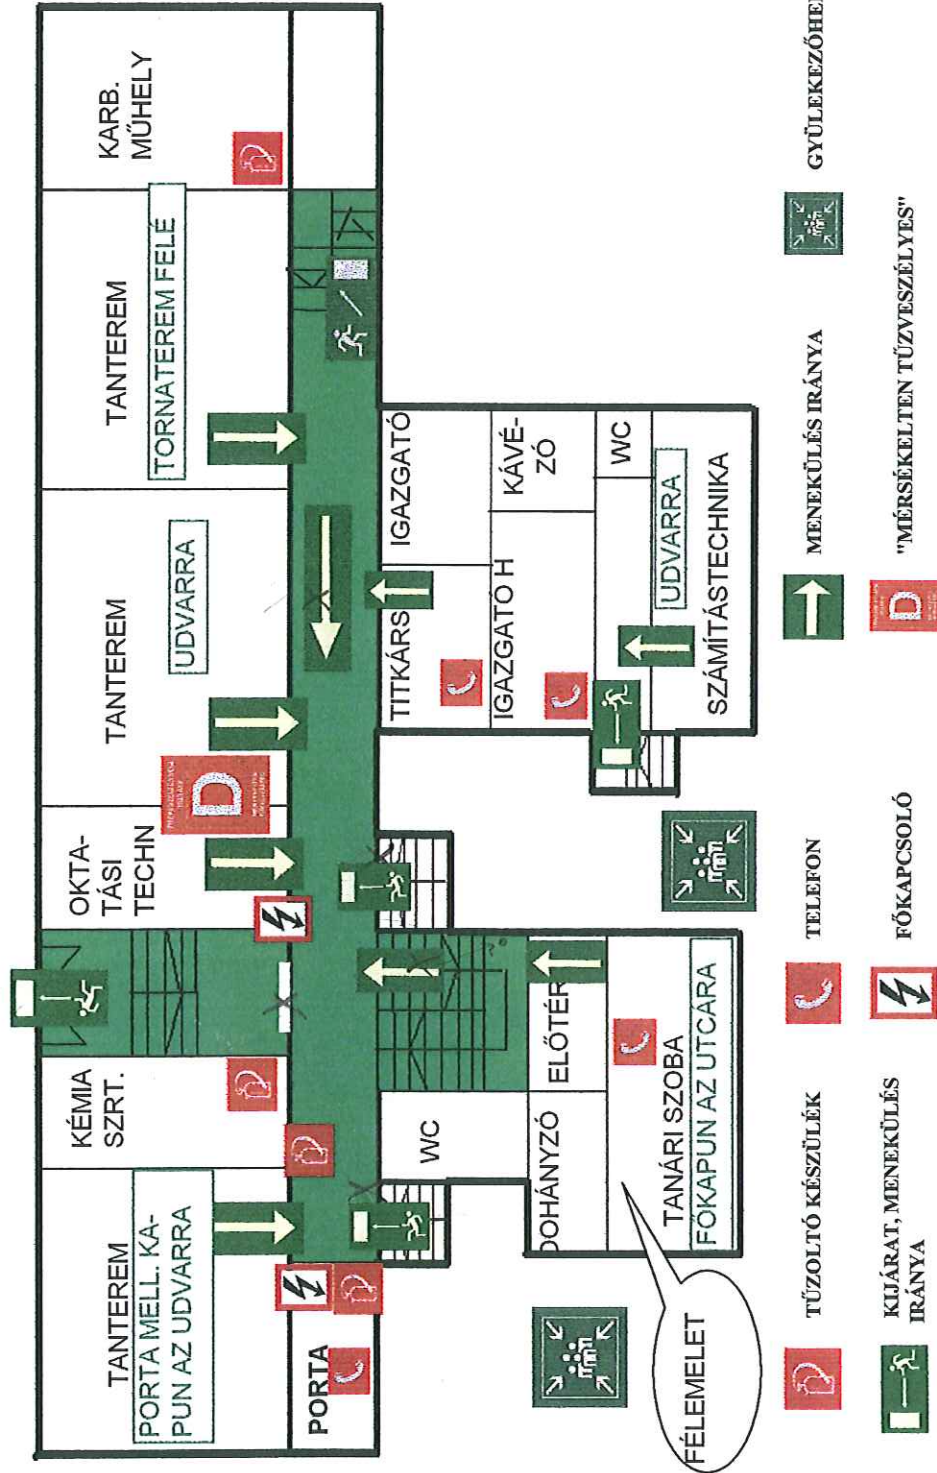 KARB.
MŰHELY
TANTEREM
TORNATEREM FELÉ
TANTEREM
UDVARRA
OKTA-
TÁSI
TECHN
D
KÉMIA
SZRT.
TANTEREM
PORTA MELL. KA-
PUN AZ UDVARRA
PORTA
IGAZGATÓ
TITKÁRS
KÁVÉ-
ZÓ
IGAZGATÓ H
WC
UDVARRA
SZÁMÍTÁSTECHNIKA
WC
ELŐTÉR
DOHÁNYZÓ
TANÁRI SZOBA
FŐKAPUN AZ UTCÁRA
FÉLEMELET
TŰZOLTÓ KÉSZÜLÉK
TELEFON
MENEKÜLÉS IRÁNYA
GYÜLEKEZŐHE
KIJÁRAT, MENEKÜLÉS
IRÁNYA
FŐKAPCSOLÓ
D
"MÉRSÉKELTEN TŰZVESZÉLYES"